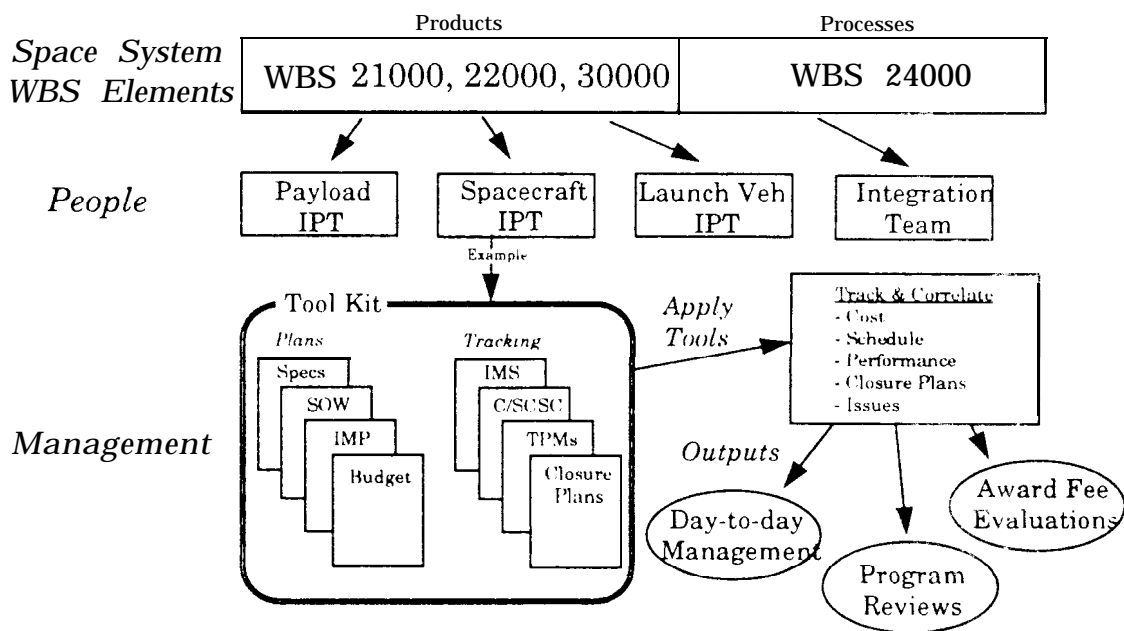 Products
Processes
Space System
WBS Elements
WBS 21000, 22000, 30000
WBS 24000
People
Payload
IPT
Spacecraft
IPT
Launch Veh
IPT
Integration
Team
Example
Management
Tool Kit
Plans
Specs
SOW
IMP
Budget
Tracking
IMS
C/SCSC
TPMs
Closure
Plans
Apply
Tools
Track & Correlate
- Cost
- Schedule
- Performance
- Closure Plans
- Issues
Outputs
Day-to-day
Management
Program
Reviews
Award Fee
Evaluations